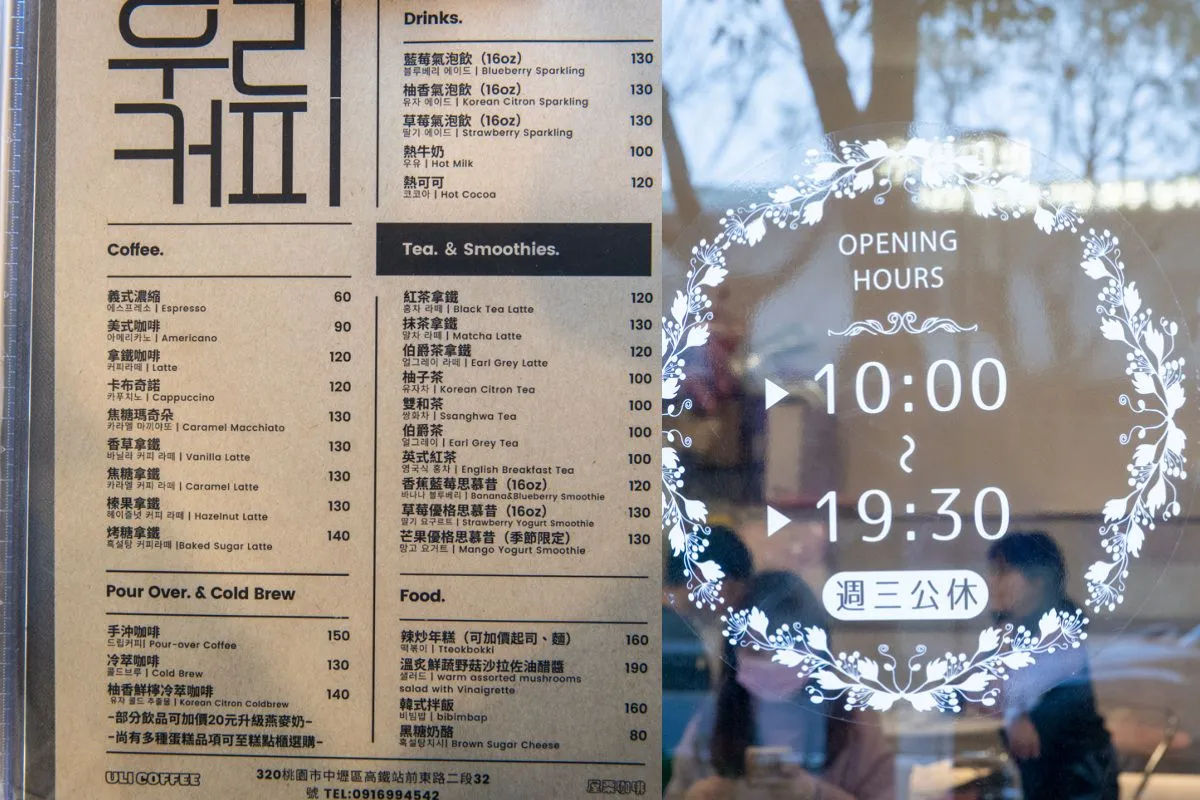 우리
커피
Coffee.
義式濃縮 60
에스프레소 | Espresso
美式咖啡 90
아메리카노 | Americano
拿鐵咖啡 120
커피라떼 | Latte
卡布奇諾 120
카푸치노 | Cappuccino
焦糖瑪奇朵 130
카라멜 마끼야또 | Caramel Macchiato
香草拿鐵 130
바닐라 커피 라떼 | Vanilla Latte
焦糖拿鐵 130
카라멜 커피 라떼 | Caramel Latte
榛果拿鐵 130
헤이즐넛 커피 라떼 | Hazelnut Latte
烤糖拿鐵 140
흑설탕 커피라떼 |Baked Sugar Latte
Pour Over. & Cold Brew
手沖咖啡 150
드립커피| Pour-over Coffee
冷萃咖啡 130
콜드브루 | Cold Brew
柚香鮮檸冷萃咖啡 140
유자 콜드 추출물 | Korean Citron Coldbrew
-部分飲品可加價20元升級燕麥奶-
-尚有多種蛋糕品項可至糕點櫃選購-
Drinks.
藍莓氣泡飲（16oz） 130
블루베리 에이드 | Blueberry Sparkling
柚香氣泡飲（16oz） 130
유자 에이드 | Korean Citron Sparkling
草莓氣泡飲（16oz） 130
딸기 에이드 | Strawberry Sparkling
熱牛奶 100
우유 | Hot Milk
熱可可 120
코코아 | Hot Cocoa
Tea. & Smoothies.
紅茶拿鐵 120
홍차 라떼 | Black Tea Latte
抹茶拿鐵 130
말차 라떼 | Matcha Latte
伯爵茶拿鐵 120
얼그레이 라떼 | Earl Grey Latte
柚子茶 100
유자차 | Korean Citron Tea
雙和茶 100
쌍화차 | Ssanghwa Tea
伯爵茶 100
얼그레이 | Earl Grey Tea
英式紅茶 100
영국식 홍차 | English Breakfast Tea
香蕉藍莓思慕昔（16oz） 120
바나나 블루베리 | Banana&Blueberry Smoothie
草莓優格思慕昔（16oz） 130
딸기 요구르트 | Strawberry Yogurt Smoothie
芒果優格思慕昔（季節限定） 130
망고 요거트 | Mango Yogurt Smoothie
Food.
辣炒年糕（可加價起司、麵） 160
떡볶이 | Tteokbokki
溫炙鮮蔬野菇沙拉佐油醋醬 190
샐러드 | warm assorted mushrooms
salad with Vinaigrette
韓式拌飯 160
비빔밥 | bibimbap
黑糖奶酪 80
흑설탕치시| Brown Sugar Cheese
ULI COFFEE
320桃園市中壢區高鐵站前東路二段32
號 TEL:0916994542
OPENING
HOURS
10:00
~
19:30
週三公休